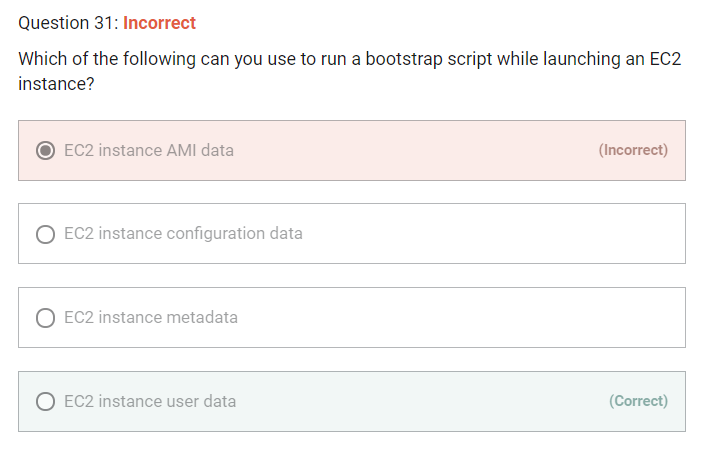 Question 31: Incorrect
Which of the following can you use to run a bootstrap script while launching an EC2
instance?
EC2 instance AMI data (Incorrect)
EC2 instance configuration data
EC2 instance metadata
EC2 instance user data (Correct)